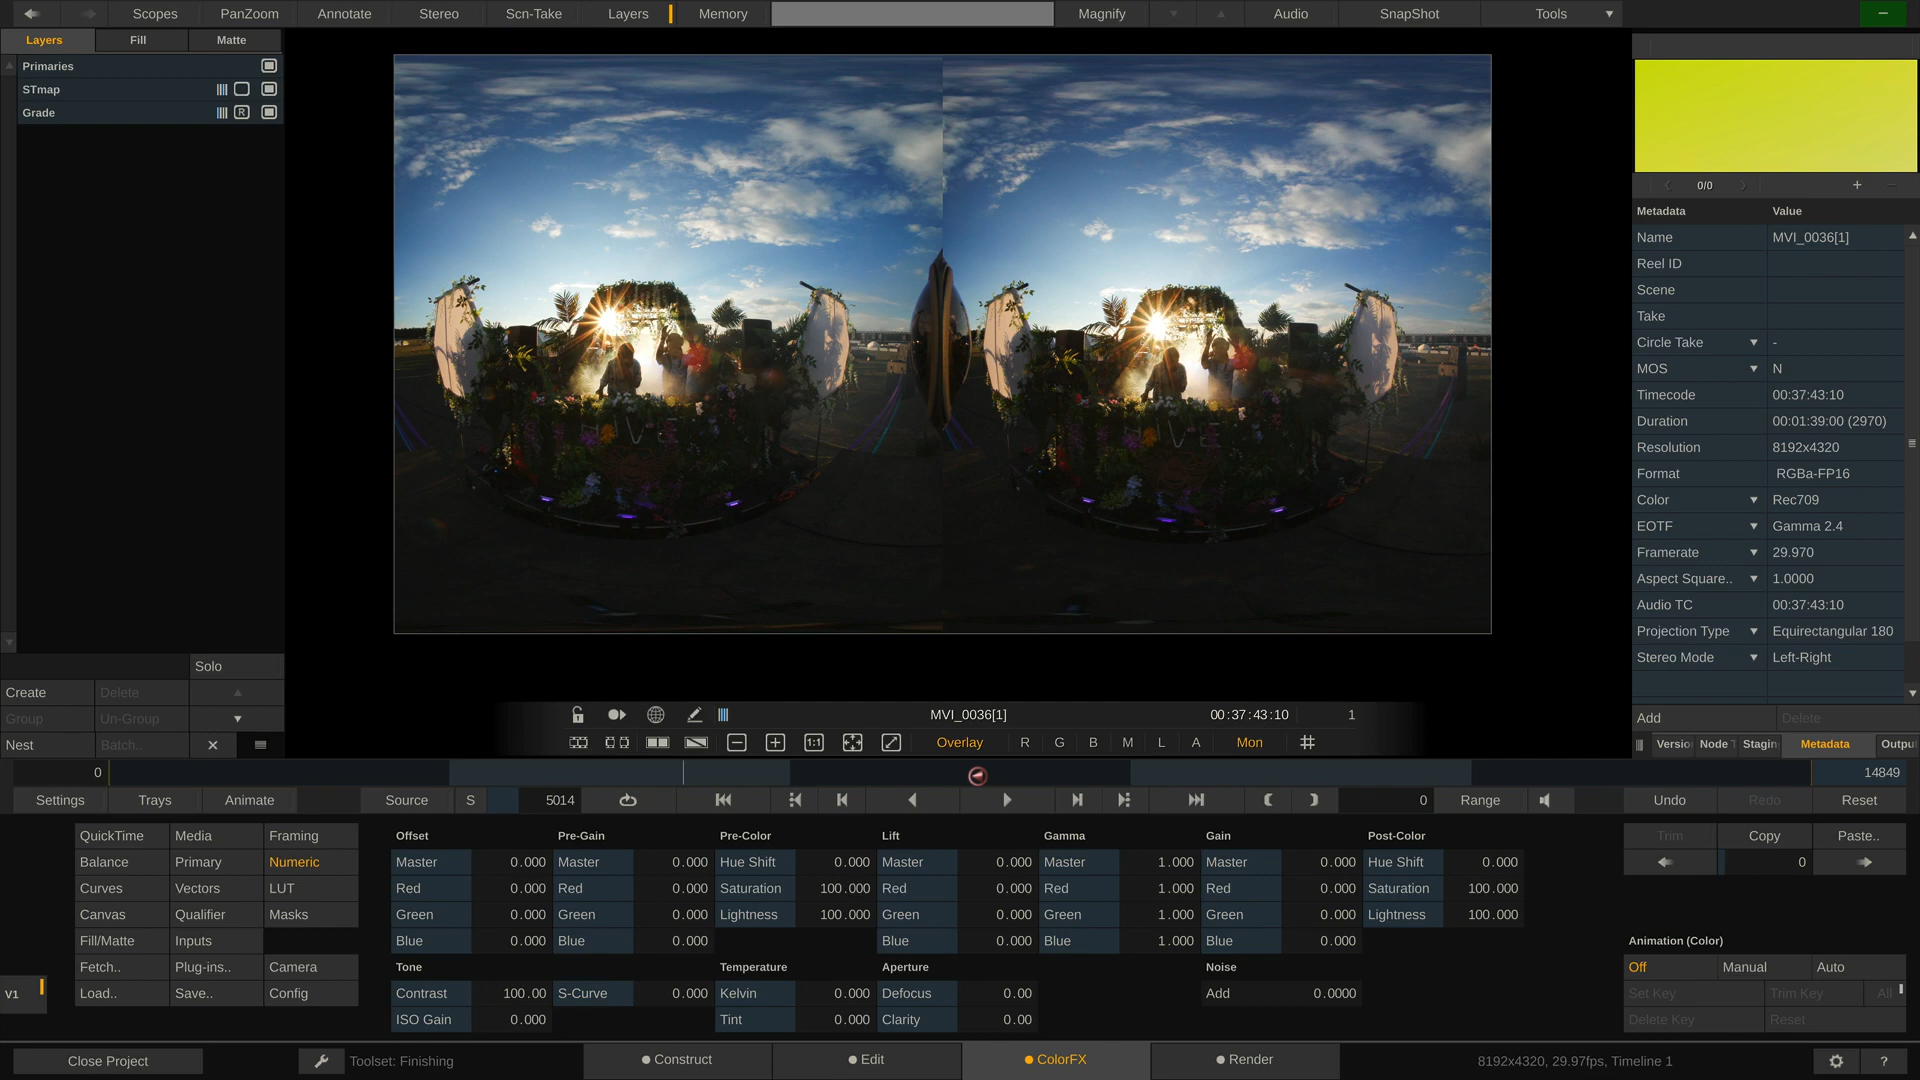 Scopes PanZoom Annotate Stereo Scn-Take Layers Memory Magnify Audio SnapShot Tools
Layers Fill Matte
Primaries
STmap
Grade R
0/0
Metadata Value
Name MVI_0036[1]
Reel ID
Scene
Take
Circle Take -
MOS N
Timecode 00:37:43:10
Duration 00:01:39:00 (2970)
Resolution 8192x4320
Format RGBa-FP16
Color Rec709
EOTF Gamma 2.4
Framerate 29.970
Aspect Square.. 1.0000
Audio TC 00:37:43:10
Projection Type Equirectangular 180
Stereo Mode Left-Right
Solo
Create Delete
Group Un-Group
Nest Batch..
MVI_0036[1] 00:37:43:10 1
1:1 Overlay R G B M L A Mon
Add Delete
Versio Node Stagin Metadata Outpu
0 14849
Settings Trays Animate Source S 5014 0 Range Undo Redo Reset
QuickTime Media Framing
Balance Primary Numeric
Curves Vectors LUT
Canvas Qualifier Masks
Fill/Matte Inputs
Fetch.. Plug-ins.. Camera
Load.. Save.. Config
V1
Offset Pre-Gain Pre-Color Lift Gamma Gain Post-Color
Master 0.000 Master 0.000 Hue Shift 0.000 Master 0.000 Master 1.000 Master 0.000 Hue Shift 0.000
Red 0.000 Red 0.000 Saturation 100.000 Red 0.000 Red 1.000 Red 0.000 Saturation 100.000
Green 0.000 Green 0.000 Lightness 100.000 Green 0.000 Green 1.000 Green 0.000 Lightness 100.000
Blue 0.000 Blue 0.000 Blue 0.000 Blue 1.000 Blue 0.000
Tone Temperature Aperture Noise
Contrast 100.00 S-Curve 0.000 Kelvin 0.000 Defocus 0.00 Add 0.0000
ISO Gain 0.000 Tint 0.000 Clarity 0.00
Trim Copy Paste..
0
Animation (Color)
Off Manual Auto
Set Key Trim Key All
Delete Key Reset
Close Project Toolset: Finishing Construct Edit ColorFX Render 8192x4320, 29.97fps, Timeline 1 ?